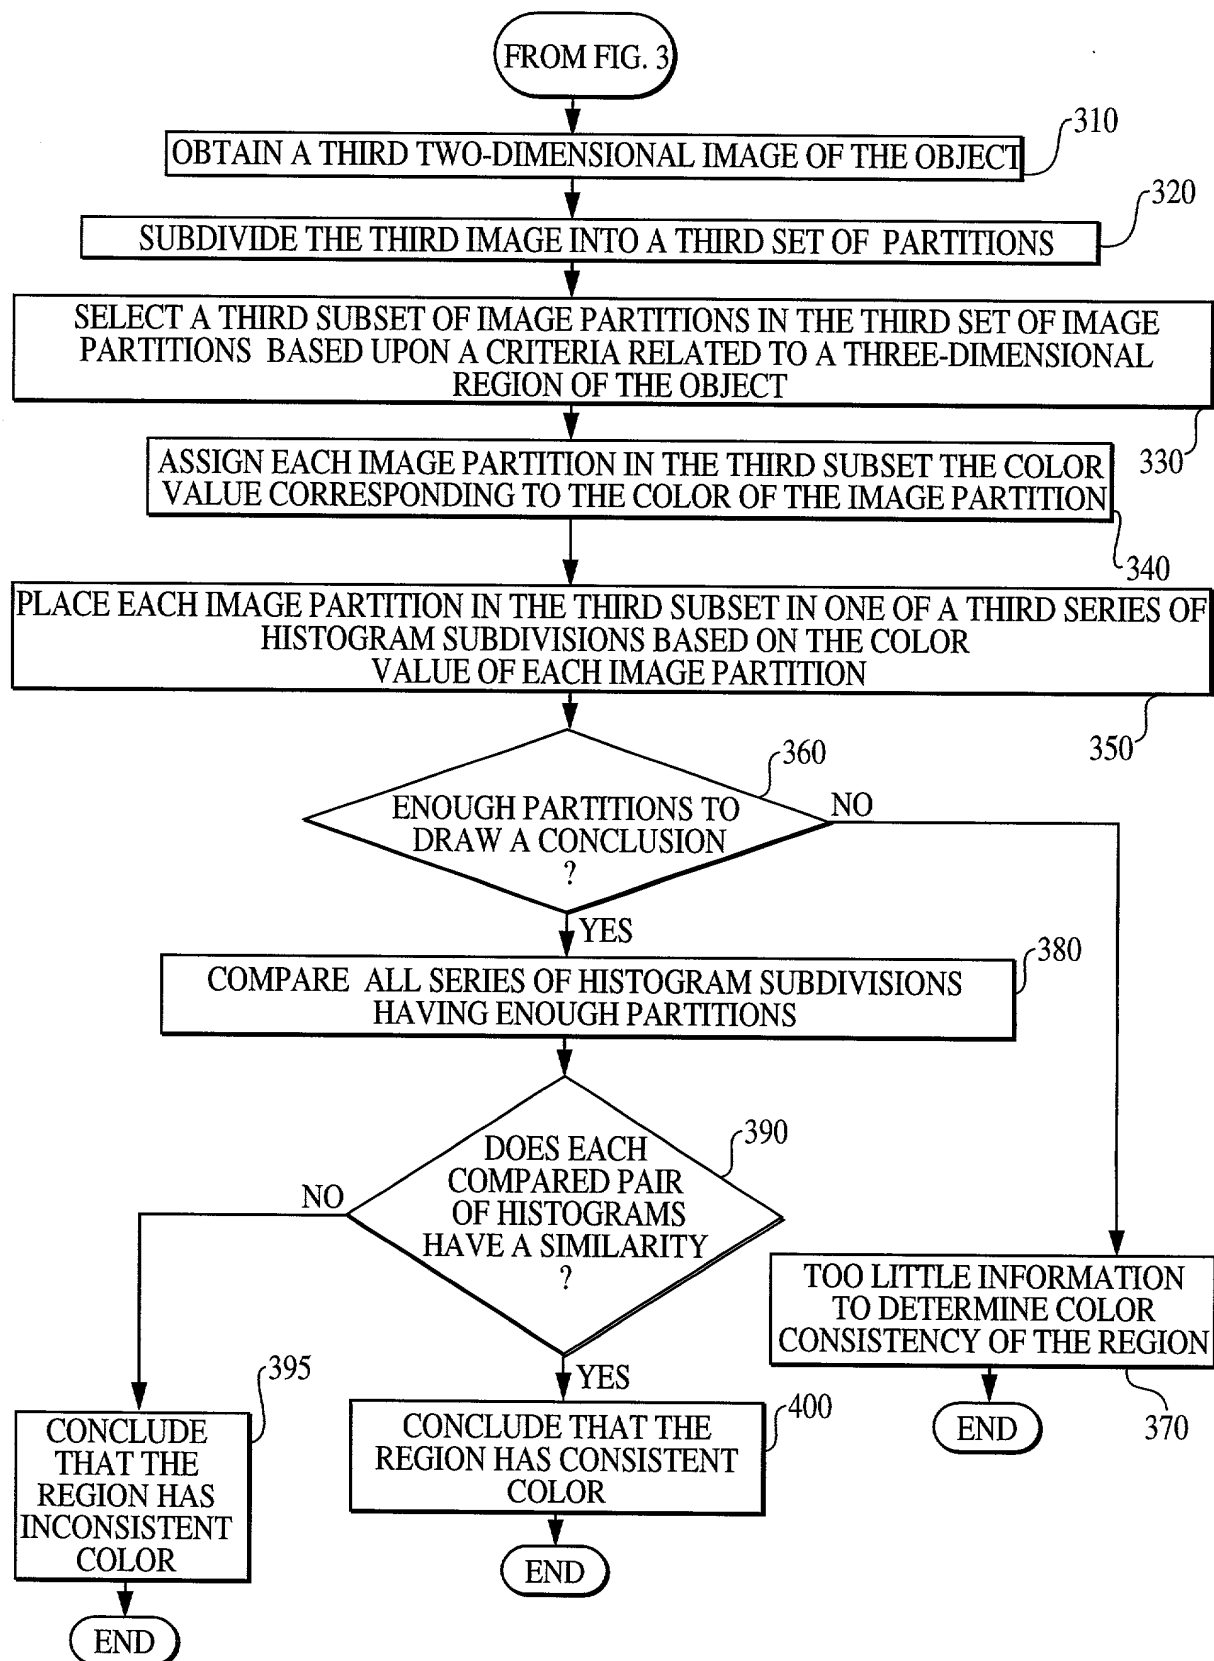 FROM FIG. 3
310
OBTAIN A THIRD TWO-DIMENSIONAL IMAGE OF THE OBJECT
320
SUBDIVIDE THE THIRD IMAGE INTO A THIRD SET OF PARTITIONS
SELECT A THIRD SUBSET OF IMAGE PARTITIONS IN THE THIRD SET OF IMAGE
PARTITIONS BASED UPON A CRITERIA RELATED TO A THREE-DIMENSIONAL
REGION OF THE OBJECT
330
ASSIGN EACH IMAGE PARTITION IN THE THIRD SUBSET THE COLOR
VALUE CORRESPONDING TO THE COLOR OF THE IMAGE PARTITION
340
PLACE EACH IMAGE PARTITION IN THE THIRD SUBSET IN ONE OF A THIRD SERIES OF
HISTOGRAM SUBDIVISIONS BASED ON THE COLOR
VALUE OF EACH IMAGE PARTITION
350
360
ENOUGH PARTITIONS TO
DRAW A CONCLUSION
?
NO
YES
380
COMPARE ALL SERIES OF HISTOGRAM SUBDIVISIONS
HAVING ENOUGH PARTITIONS
390
DOES EACH
COMPARED PAIR
OF HISTOGRAMS
HAVE A SIMILARITY
?
NO
YES
TOO LITTLE INFORMATION
TO DETERMINE COLOR
CONSISTENCY OF THE REGION
370
END
395
CONCLUDE
THAT THE
REGION HAS
INCONSISTENT
COLOR
END
400
CONCLUDE THAT THE
REGION HAS CONSISTENT
COLOR
END